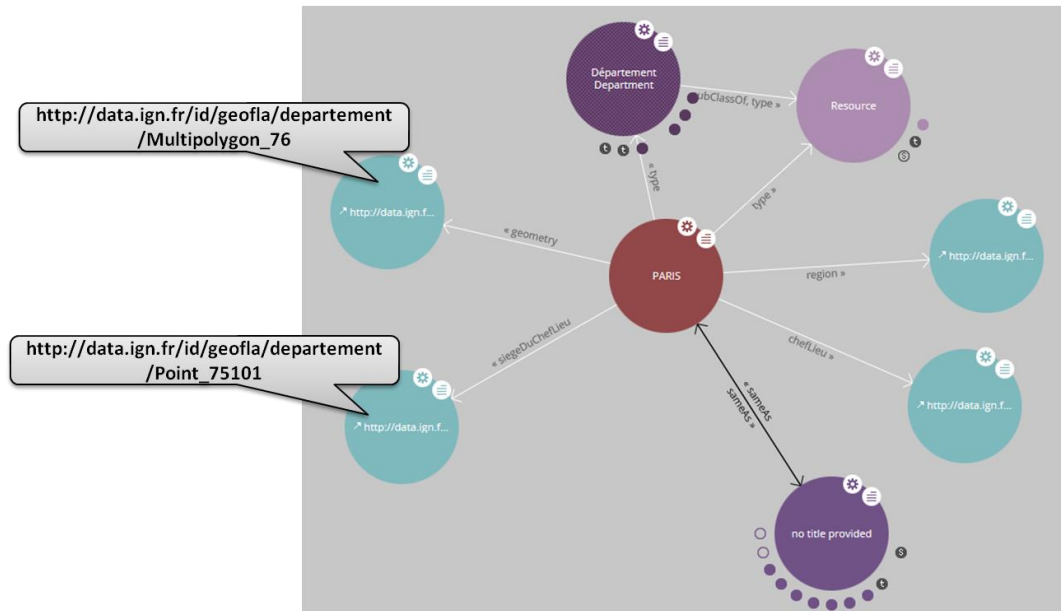 Département
Department
ubClassOf, type »
Resource
http://data.ign.fr/id/geofla/departement
/Multipolygon_76
« type
type »
↗ http://data.ign.f...
« geometry
PARIS
region »
↗ http://data.ign.f...
http://data.ign.fr/id/geofla/departement
/Point_75101
« siegeDuChefLieu
chefLieu »
↗ http://data.ign.f...
↗ http://data.ign.f...
« sameAs
sameAs »
no title provided
t
t
t
S
S
t